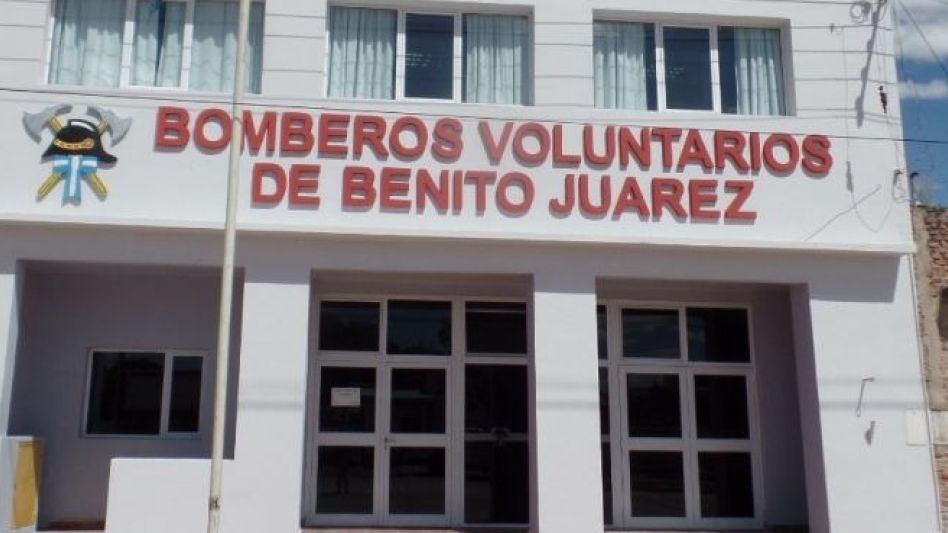 BOMBEROS VOLUNTARIOS
DE BENITO JUAREZ